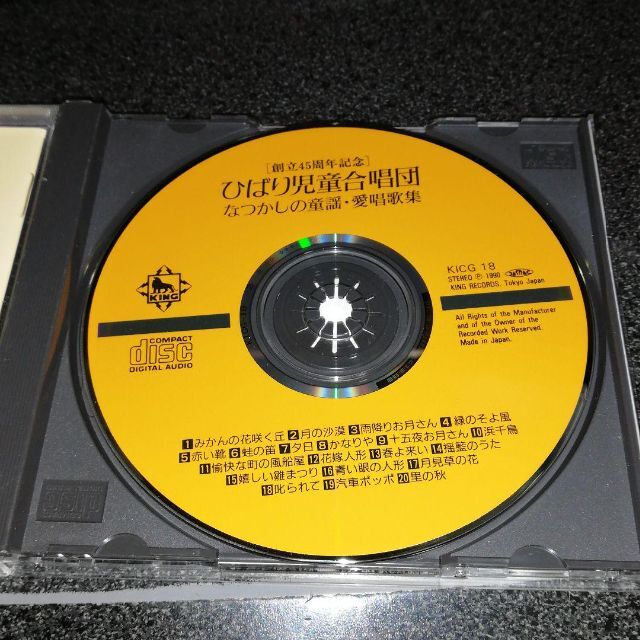 [創立45周年記念]
ひばり児童合唱団
なつかしの童謡・愛唱歌集
KING
KICG 18
STEREO Ⓟ 1990
KING RECORDS. Tokyo Japan
All Rights of the Manufacturer
and of the Owner of the
Recorded Work Reserved.
Made in Japan.
COMPACT
disc
DIGITAL AUDIO
1みかんの花咲く丘 2月の沙漠 3雨降りお月さん 4緑のそよ風
5赤い靴 6蛙の笛 7夕日 8かなりや 9十五夜お月さん 10浜千鳥
11愉快な町の風船屋 12花嫁人形 13春よ来い 14揺籃のうた
15嬉しい雛まつり 16青い眼の人形 17月見草の花
18叱られて 19汽車ポッポ 20里の秋